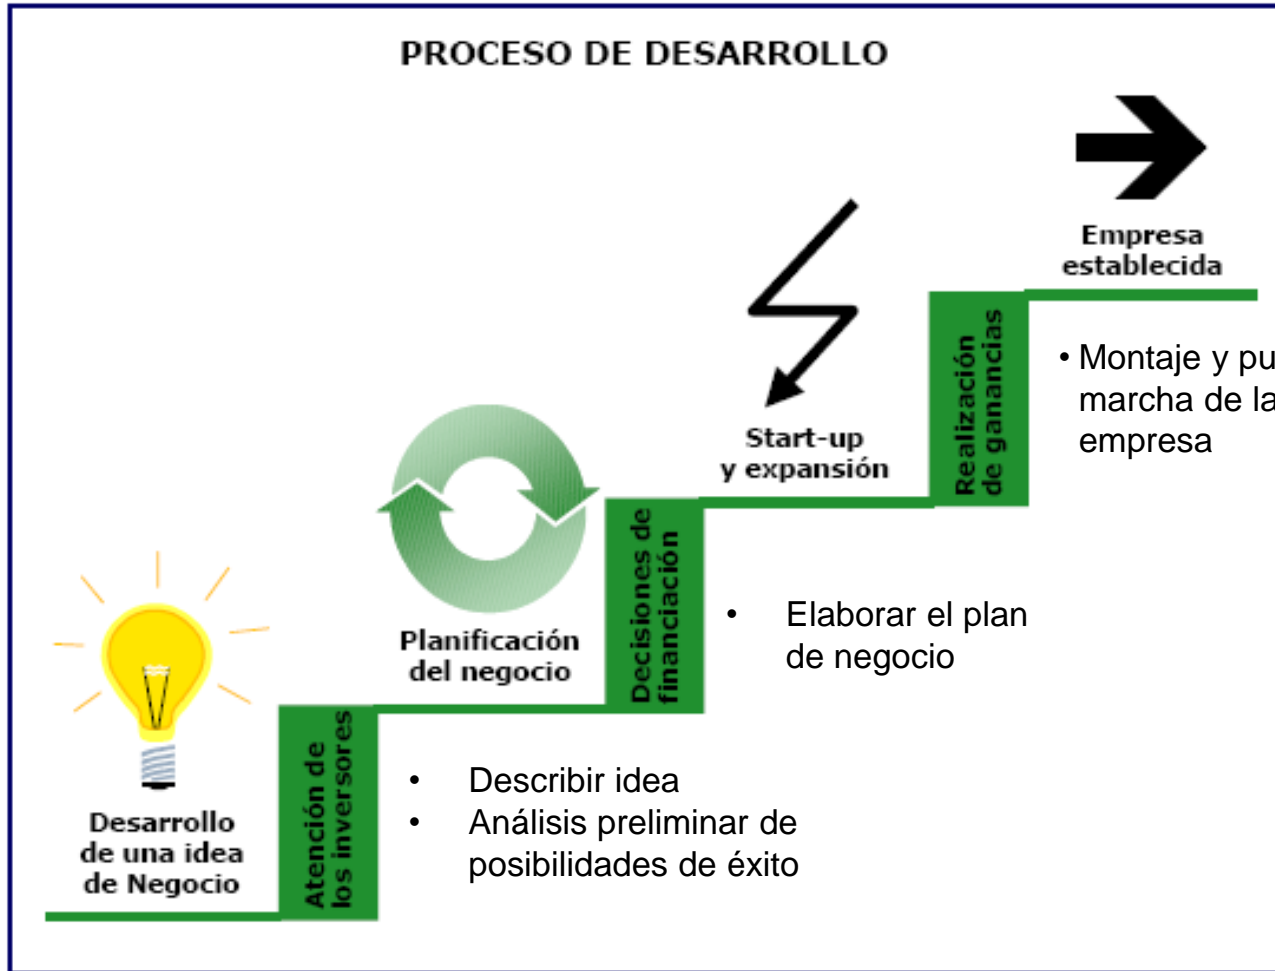 PROCESO DE DESARROLLO
Desarrollo
de una idea
de Negocio
Atención de
los inversores
• Describir idea
• Análisis preliminar de
posibilidades de éxito
Planificación
del negocio
Decisiones de
financiación
• Elaborar el plan
de negocio
Start-up
y expansión
Realización
de ganancias
• Montaje y
marcha de
empresa
Empresa
establecida